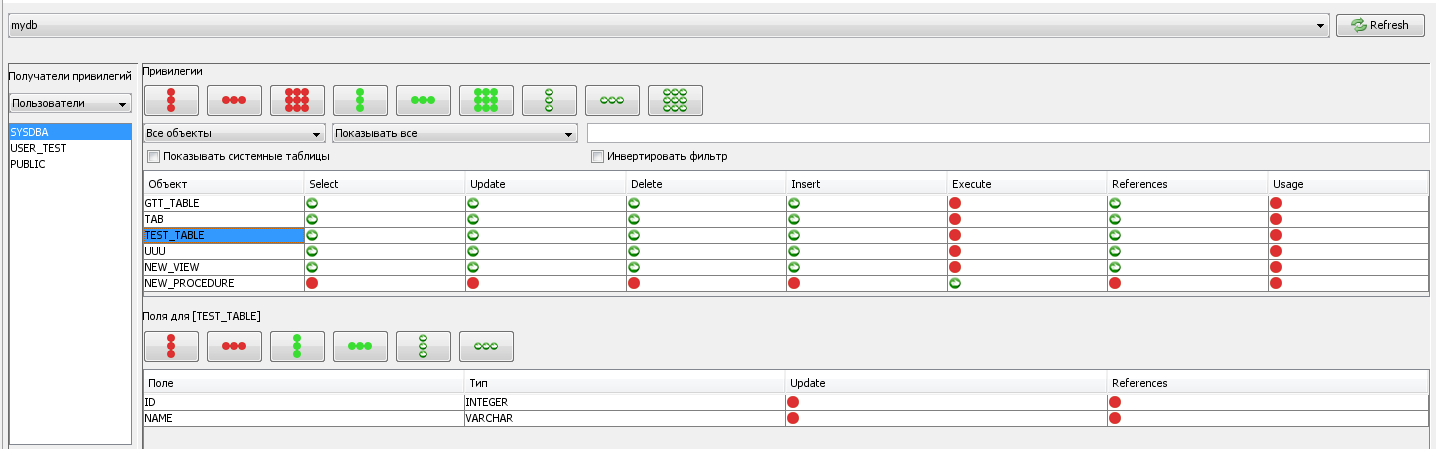 mydb
Refresh
Получатели привилегий
Пользователи
SYSDBA
USER_TEST
PUBLIC
Привилегии
Все объекты
Показывать все
Показывать системные таблицы
Инвертировать фильтр
Объект Select Update Delete Insert Execute References Usage
GTT_TABLE
TAB
TEST_TABLE
UUU
NEW_VIEW
NEW_PROCEDURE
Поля для [TEST_TABLE]
Поле Тип Update References
ID INTEGER
NAME VARCHAR